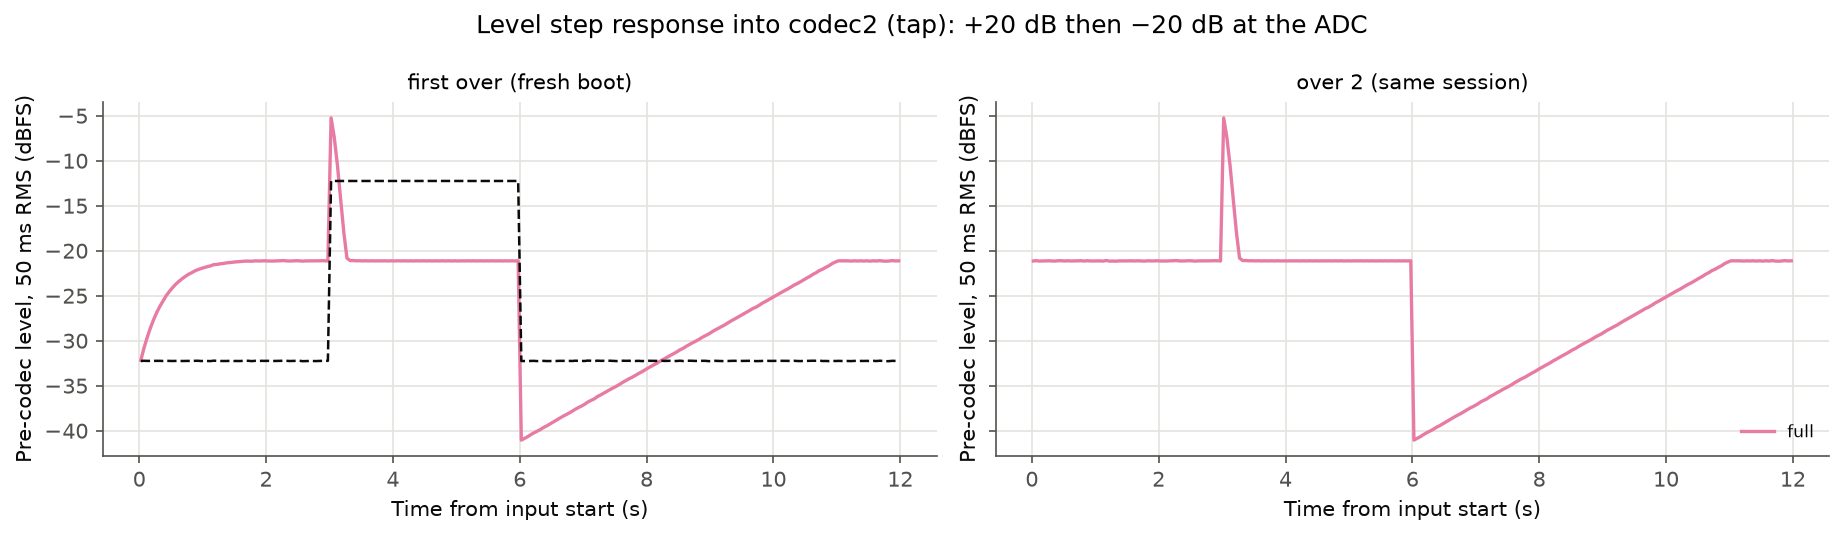 Level step response into codec2 (tap): +20 dB then −20 dB at the ADC
first over (fresh boot)
Pre-codec level, 50 ms RMS (dBFS)
−5
−10
−15
−20
−25
−30
−35
−40
0 2 4 6 8 10 12
Time from input start (s)
over 2 (same session)
Pre-codec level, 50 ms RMS (dBFS)
full
0 2 4 6 8 10 12
Time from input start (s)